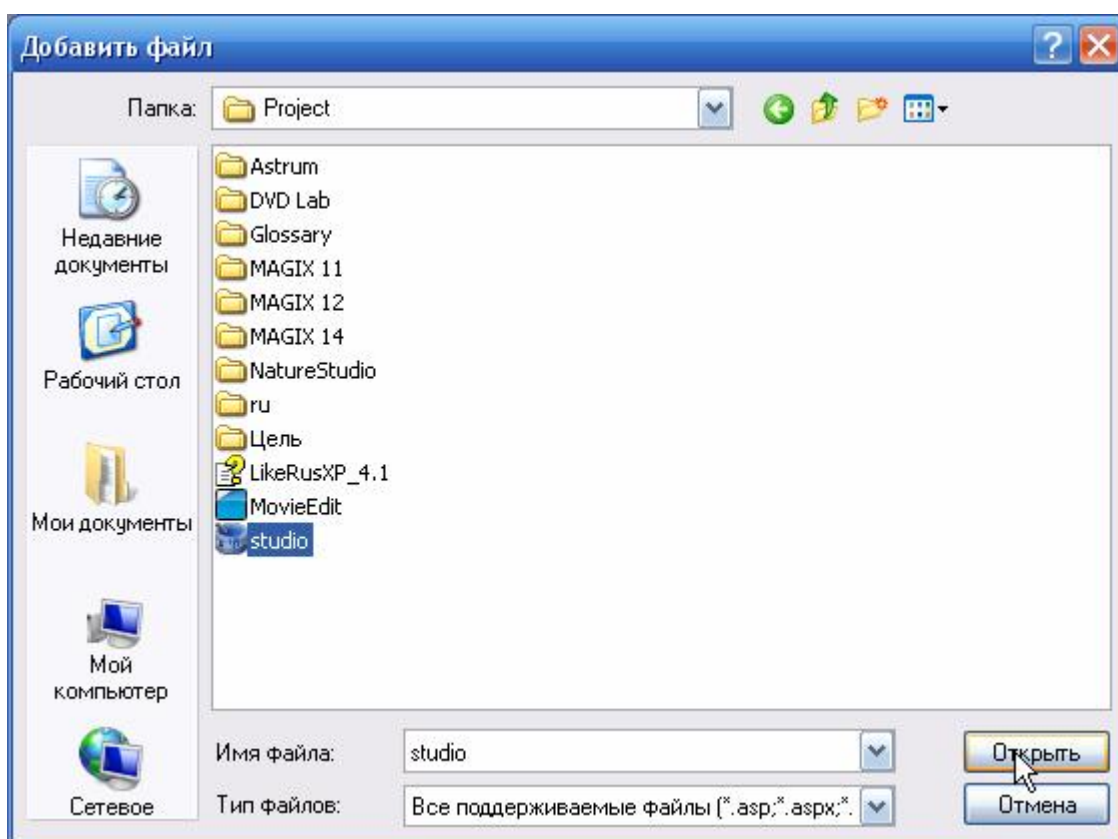 Добавить файл
Папка:
Project
Недавние
документы
Рабочий стол
Мои документы
Мой
компьютер
Сетевое
Astrum
DVD Lab
Glossary
MAGIX 11
MAGIX 12
MAGIX 14
NatureStudio
ru
Цель
LikeRusXP_4.1
MovieEdit
studio
Имя файла:
studio
Открыть
Тип файлов:
Все поддерживаемые файлы (*.asp;*.aspx;*.
Отмена